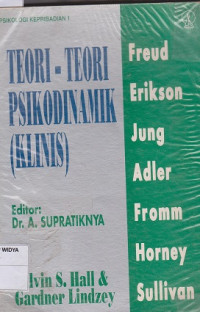 PSIKOLOGI KEPRIBADIAN 1
TEORI - TEORI
PSIKODINAMIK
(KLINIS)
Editor:
Dr. A. SUPRATIKNYA
WIDYA
lvin S. Hall &
Gardner Lindzey
Freud
Erikson
Jung
Adler
Fromm
Horney
Sullivan